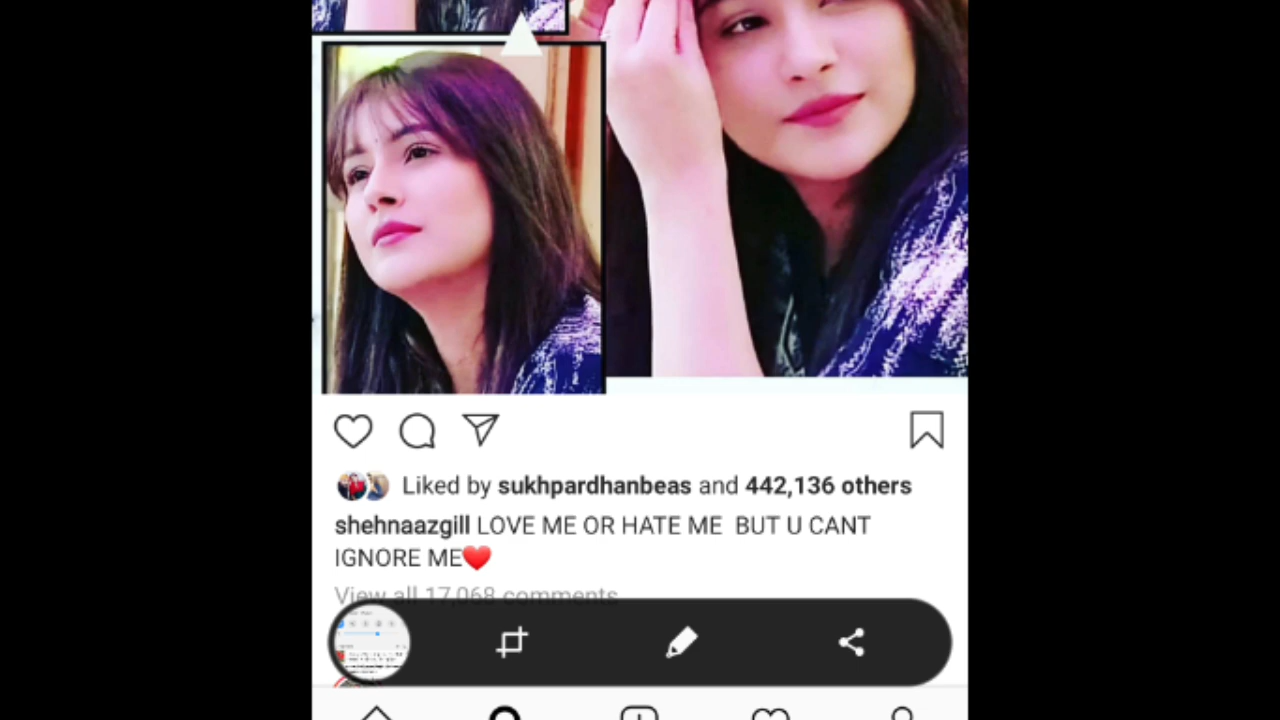 Liked by sukhpardhanbeas and 442,136 others
shehnaazgill LOVE ME OR HATE ME BUT U CANT
IGNORE ME❤️
View all 17,068 comments